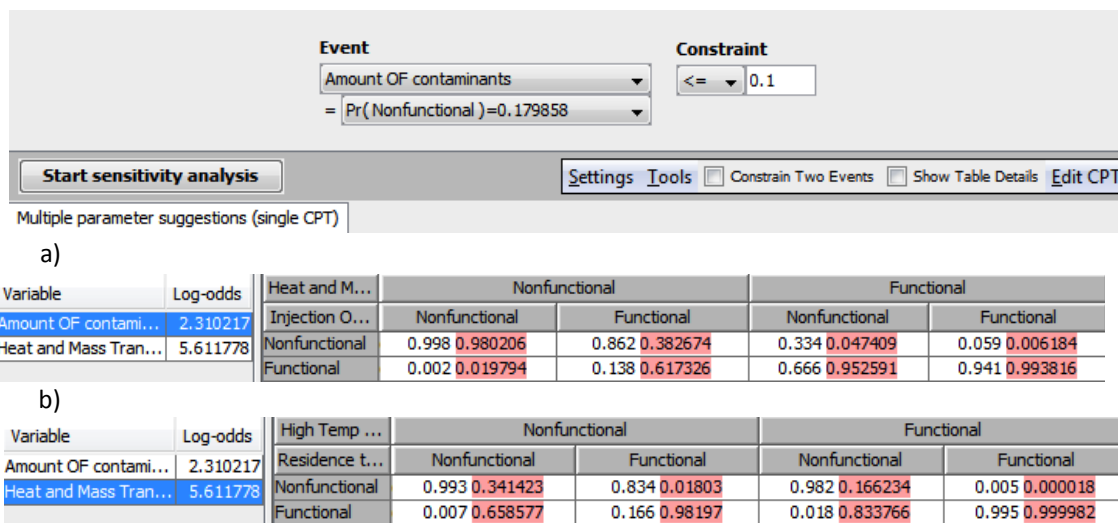 Event Constraint
Amount OF contaminants <= 0.1
= Pr(Nonfunctional)=0.179858
Start sensitivity analysis Settings Tools Constrain Two Events Show Table Details Edit CPT
Multiple parameter suggestions (single CPT)
a)
Variable Log-odds Heat and M... Nonfunctional Functional
Amount OF contami... 2.310217 Injection O... Nonfunctional Functional Nonfunctional Functional
Heat and Mass Tran... 5.611778 Nonfunctional 0.998 0.980206 0.862 0.382674 0.334 0.047409 0.059 0.006184
Functional 0.002 0.019794 0.138 0.617326 0.666 0.952591 0.941 0.993816
b)
Variable Log-odds High Temp ... Nonfunctional Functional
Amount OF contami... 2.310217 Residence t... Nonfunctional Functional Nonfunctional Functional
Heat and Mass Tran... 5.611778 Nonfunctional 0.993 0.341423 0.834 0.01803 0.982 0.166234 0.005 0.000018
Functional 0.007 0.658577 0.166 0.98197 0.018 0.833766 0.995 0.999982